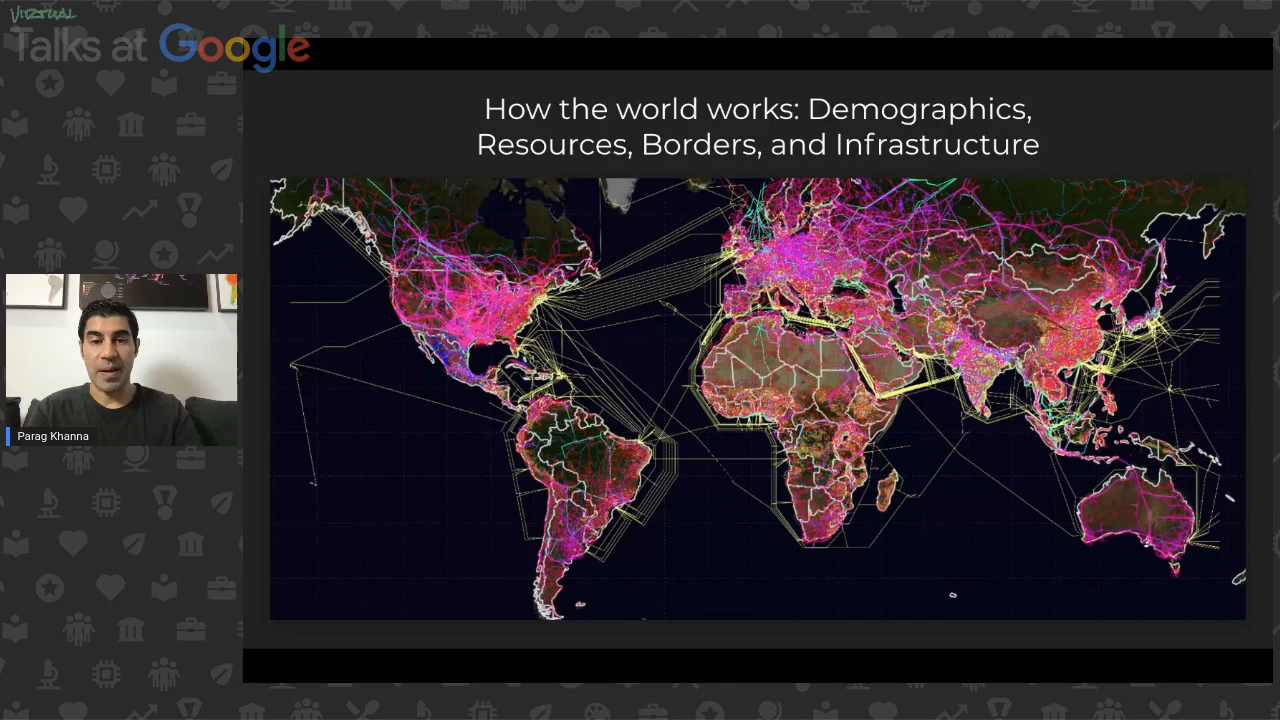 VIRTUAL
Talks at Google
How the world works: Demographics,
Resources, Borders, and Infrastructure
Parag Khanna